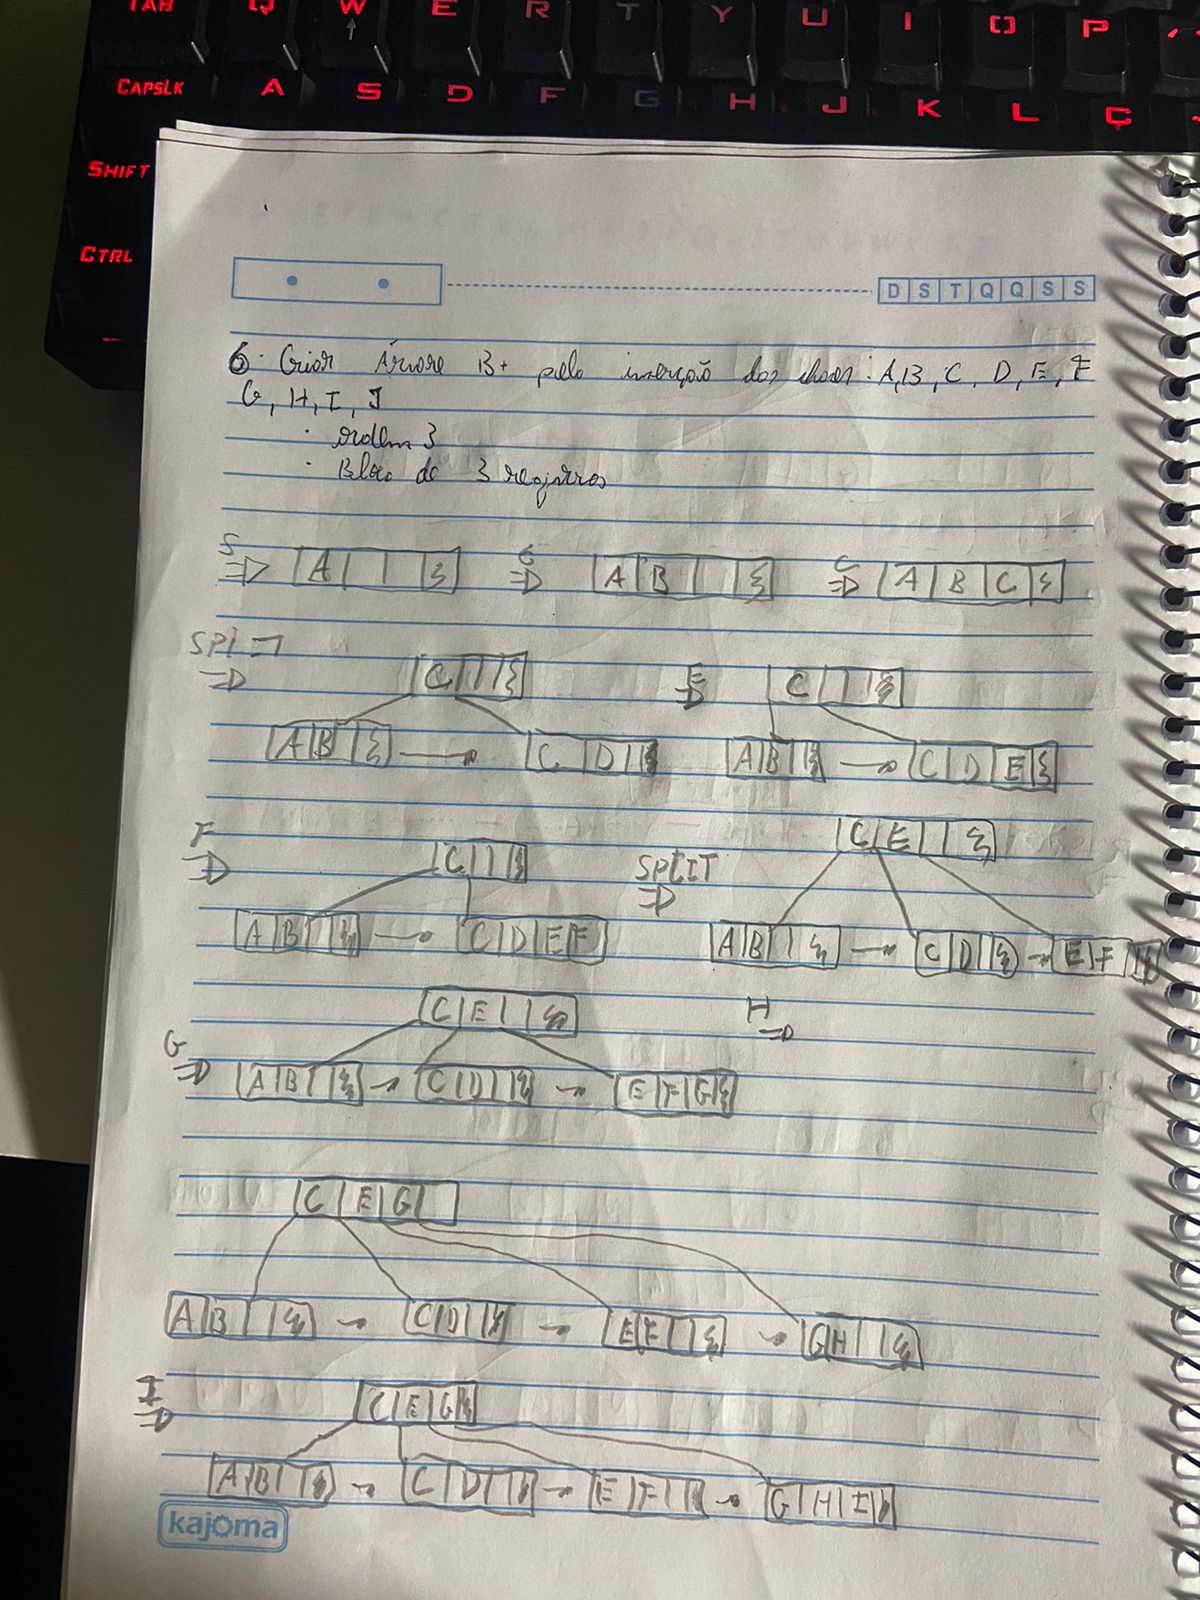 TAB Q W E R T Y U I O P
CAPSLK A S D F G H J K L Ç
SHIFT
CTRL
D S T Q Q S S
6. Criar Árvore B+ pela inserção das chaves: A, B, C, D, E, F
G, H, I, J
· ordem 3
· Bloco de 3 registros
A A B A B C
SPLIT C E C
A B C D A B C D E
F C SPLIT C E
A B C D E F A B C D E F
C E H
G A B C D E F G
C E G
A B C D E F G H
I C E G
A B C D E F G H I
kajoma